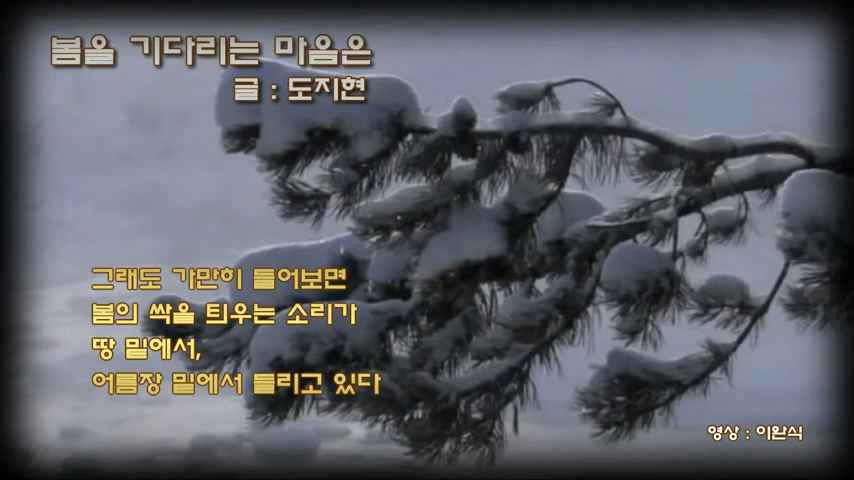 봄을 기다리는 마음은
글 : 도지현
그래도 가만히 들어보면
봄의 싹을 틔우는 소리가
땅 밑에서,
어름장 밑에서 들리고 있다
영상 : 이완식